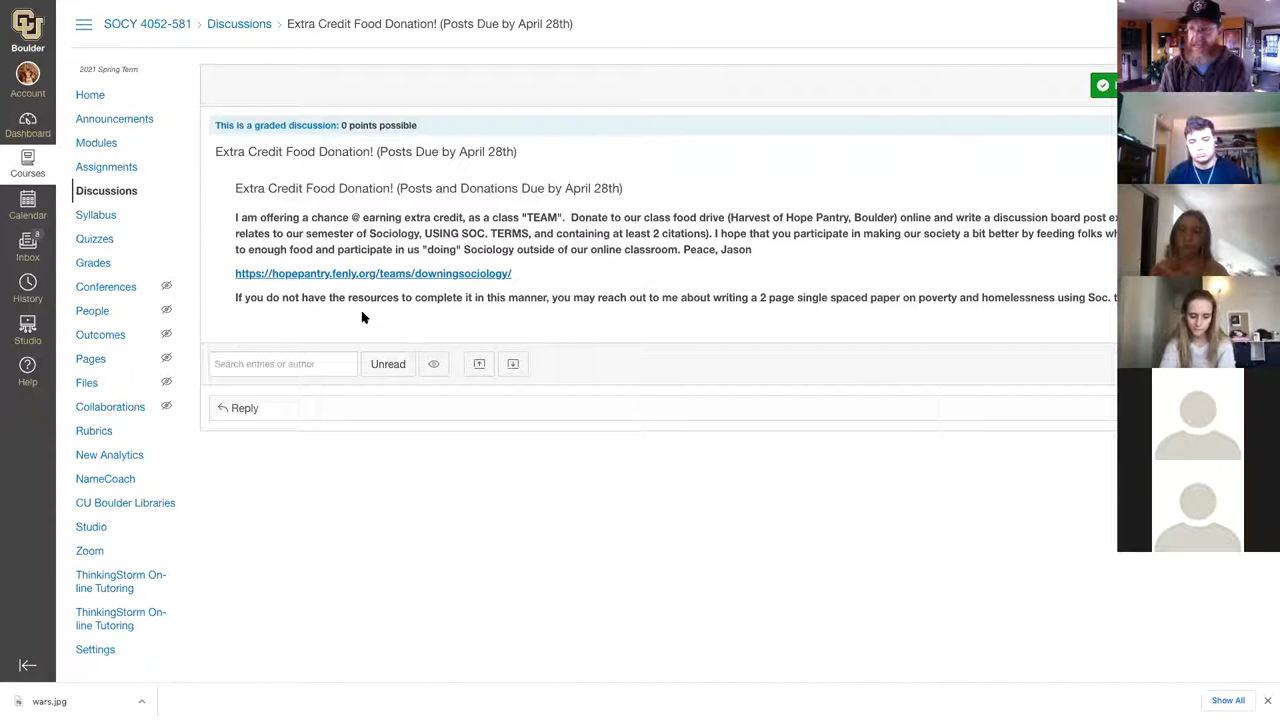 SOCY 4052-581 › Discussions › Extra Credit Food Donation! (Posts Due by April 28th)
CU
Boulder
Account
Dashboard
Courses
Calendar
8
Inbox
History
Studio
Help
2021 Spring Term
Home
Announcements
Modules
Assignments
Discussions
Syllabus
Quizzes
Grades
Conferences
People
Outcomes
Pages
Files
Collaborations
Rubrics
New Analytics
NameCoach
CU Boulder Libraries
Studio
Zoom
ThinkingStorm On-
line Tutoring
ThinkingStorm On-
line Tutoring
Settings
This is a graded discussion: 0 points possible
Extra Credit Food Donation! (Posts Due by April 28th)
Extra Credit Food Donation! (Posts and Donations Due by April 28th)
I am offering a chance @ earning extra credit, as a class "TEAM". Donate to our class food drive (Harvest of Hope Pantry, Boulder) online and write a discussion board post
relates to our semester of Sociology, USING SOC. TERMS, and containing at least 2 citations). I hope that you participate in making our society a bit better by feeding folks
to enough food and participate in us "doing" Sociology outside of our online classroom. Peace, Jason
https://hopepantry.fenly.org/teams/downingsociology/
If you do not have the resources to complete it in this manner, you may reach out to me about writing a 2 page single spaced paper on poverty and homelessness using Soc.
Search entries or author
Unread
Reply
wars.jpg
Show All